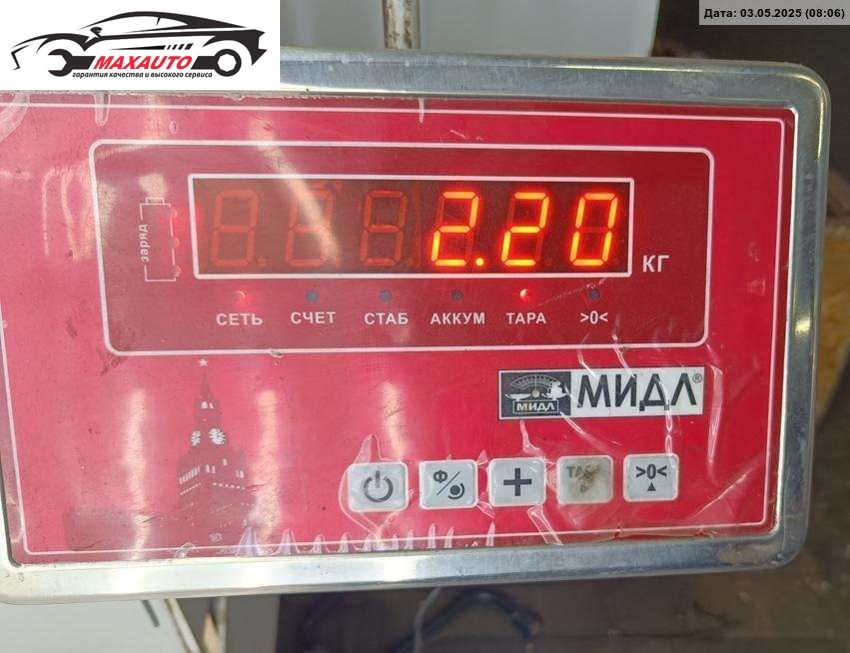 Дата: 03.05.2025 (08:06)
MAXAUTO
гарантия качества и высокого сервиса
заряд
2.20
КГ
СЕТЬ СЧЕТ СТАБ АККУМ ТАРА >0<
МИДЛ МИДЛ®
Ф ТАРА >0<